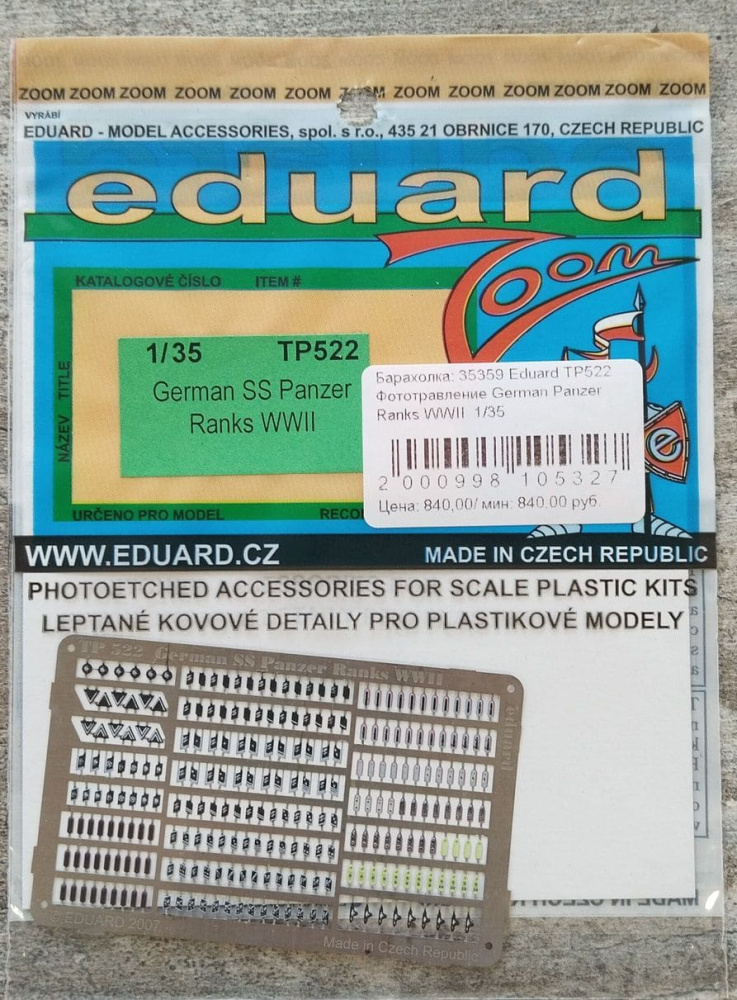 ZOOM ZOOM ZOOM ZOOM ZOOM ZOOM ZOOM ZOOM ZOOM ZOOM ZOOM ZOOM ZOOM
VYRÁBÍ
EDUARD - MODEL ACCESSORIES, spol. s r.o., 435 21 OBRNICE 170, CZECH REPUBLIC
eduard
Zoom
KATALOGOVÉ ČÍSLO ITEM #
NÁZEV TITLE
1/35 TP522
German SS Panzer
Ranks WWII
Барахолка: 35359 Eduard TP522
Фототравление German Panzer
Ranks WWII 1/35
2 000998 105327
Цена: 840,00/ мин: 840,00 руб.
e
URČENO PRO MODEL
WWW.EDUARD.CZ MADE IN CZECH REPUBLIC
PHOTOETCHED ACCESSORIES FOR SCALE PLASTIC KITS
LEPTANÉ KOVOVÉ DETAILY PRO PLASTIKOVÉ MODELY
TP 522 German SS Panzer Ranks WWII
eduard
© EDUARD 2007
Made in Czech Republic